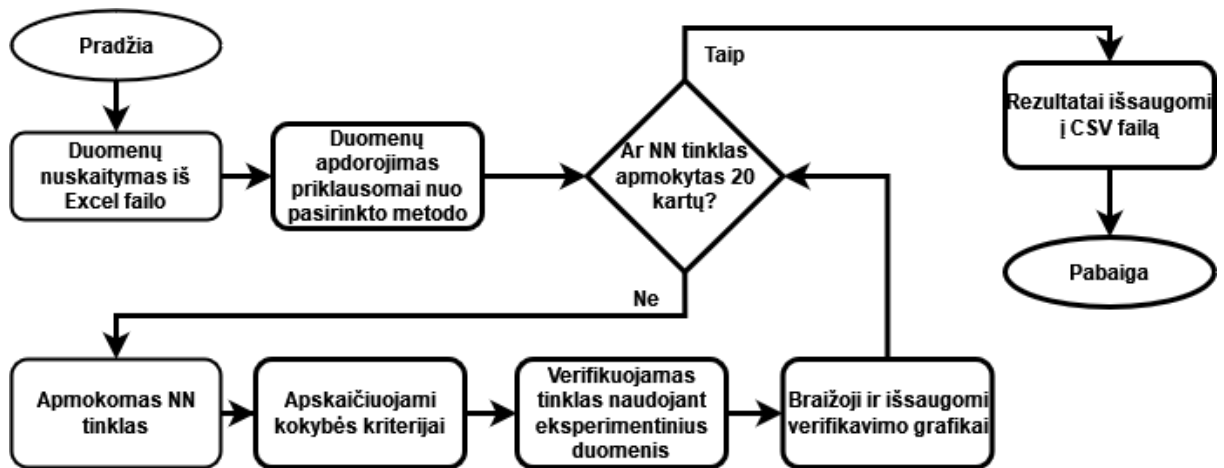 Pradžia
Duomenų
nuskaitymas iš
Excel failo
Duomenų
apdorojimas
priklausomai nuo
pasirinkto metodo
Ar NN tinklas
apmokytas 20
kartų?
Taip
Rezultatai išsaugomi
į CSV failą
Pabaiga
Ne
Apmokomas NN
tinklas
Apskaičiuojami
kokybės kriterijai
Verifikuojamas
tinklas naudojant
eksperimentinius
duomenis
Braižoji ir išsaugomi
verifikavimo grafikai